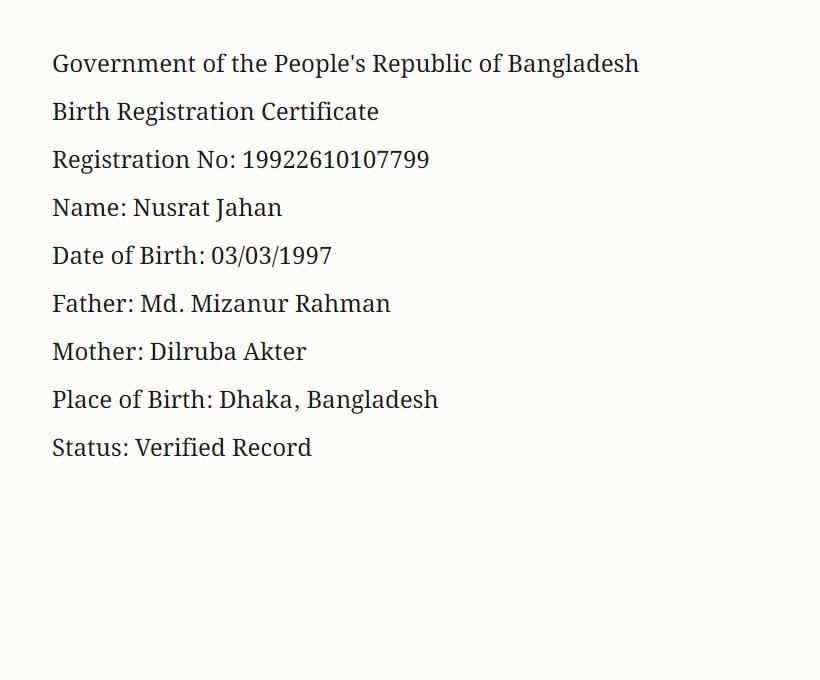 Government of the People's Republic of Bangladesh
Birth Registration Certificate
Registration No: 19922610107799
Name: Nusrat Jahan
Date of Birth: 03/03/1997
Father: Md. Mizanur Rahman
Mother: Dilruba Akter
Place of Birth: Dhaka, Bangladesh
Status: Verified Record